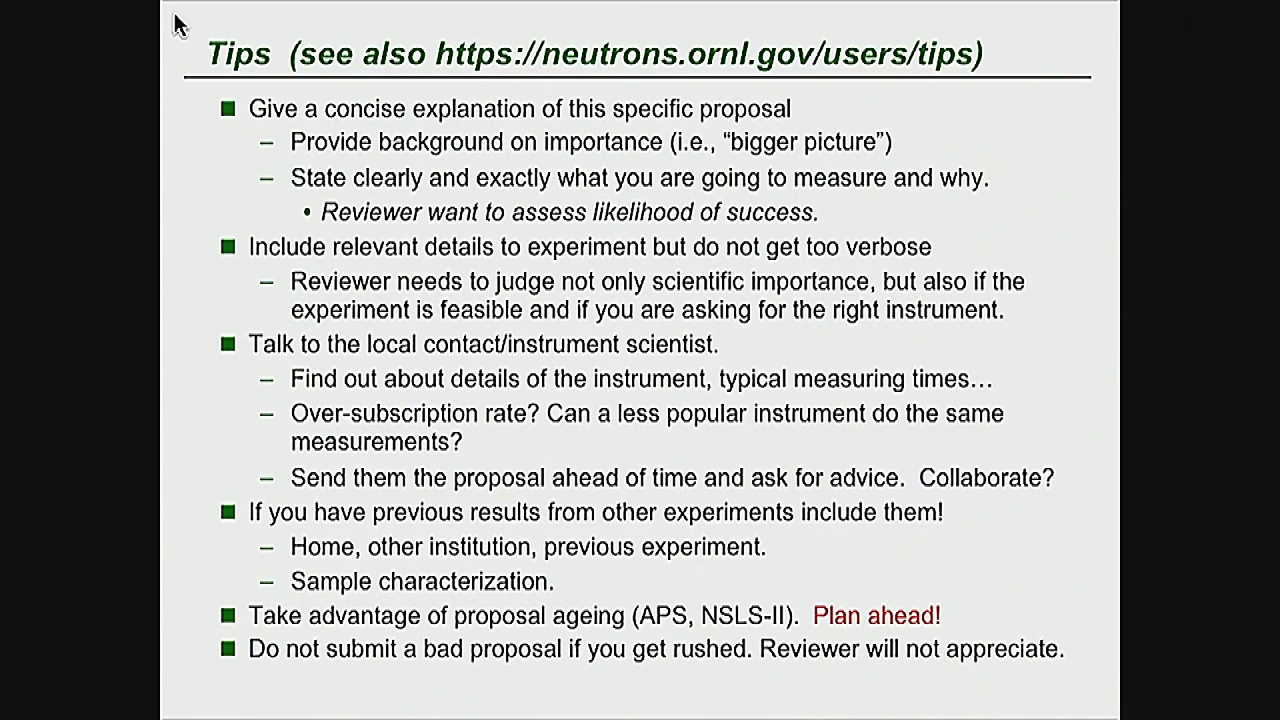 Tips (see also https://neutrons.ornl.gov/users/tips)
■ Give a concise explanation of this specific proposal
– Provide background on importance (i.e., “bigger picture”)
– State clearly and exactly what you are going to measure and why.
• Reviewer want to assess likelihood of success.
■ Include relevant details to experiment but do not get too verbose
– Reviewer needs to judge not only scientific importance, but also if the
experiment is feasible and if you are asking for the right instrument.
■ Talk to the local contact/instrument scientist.
– Find out about details of the instrument, typical measuring times…
– Over-subscription rate? Can a less popular instrument do the same
measurements?
– Send them the proposal ahead of time and ask for advice. Collaborate?
■ If you have previous results from other experiments include them!
– Home, other institution, previous experiment.
– Sample characterization.
■ Take advantage of proposal ageing (APS, NSLS-II). Plan ahead!
■ Do not submit a bad proposal if you get rushed. Reviewer will not appreciate.